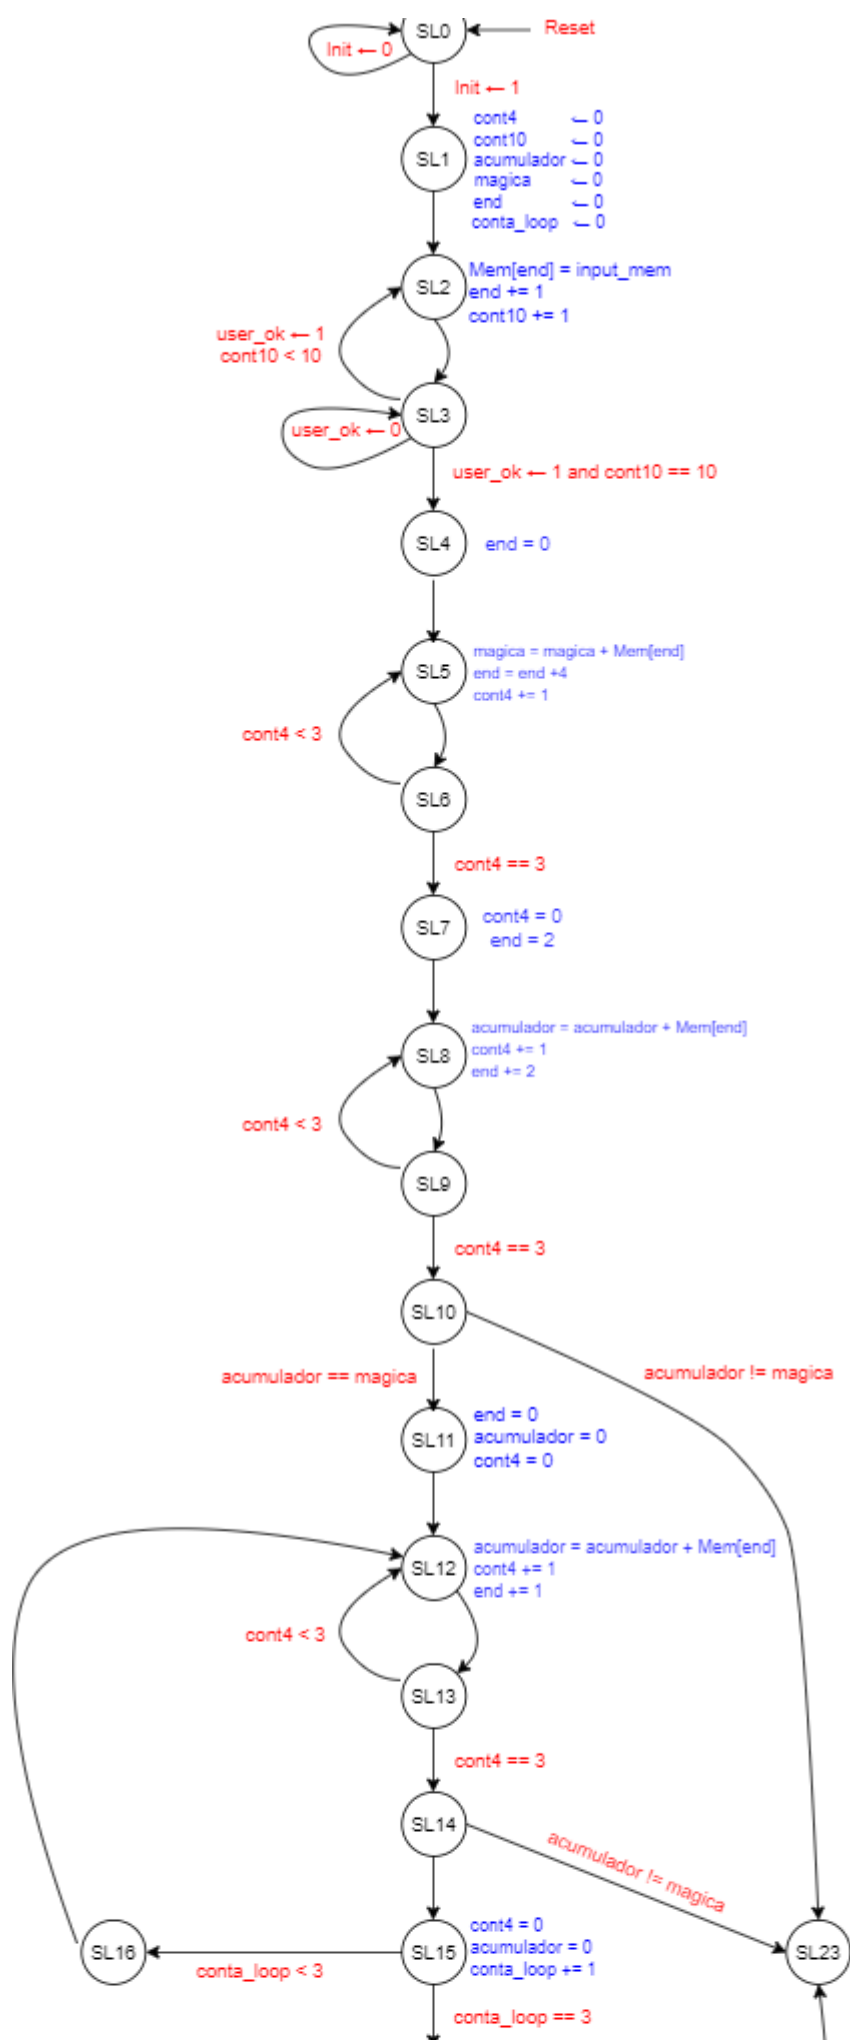 SL0
Reset
Init ← 0
Init ← 1
SL1
cont4 ← 0
cont10 ← 0
acumulador ← 0
magica ← 0
end ← 0
conta_loop ← 0
SL2
Mem[end] = input_mem
end += 1
cont10 += 1
user_ok ← 1
cont10 < 10
SL3
user_ok ← 0
user_ok ← 1 and cont10 == 10
SL4
end = 0
SL5
magica = magica + Mem[end]
end = end +4
cont4 += 1
cont4 < 3
SL6
cont4 == 3
SL7
cont4 = 0
end = 2
SL8
acumulador = acumulador + Mem[end]
cont4 += 1
end += 2
cont4 < 3
SL9
cont4 == 3
SL10
acumulador == magica
acumulador != magica
SL11
end = 0
acumulador = 0
cont4 = 0
SL12
acumulador = acumulador + Mem[end]
cont4 += 1
end += 1
cont4 < 3
SL13
cont4 == 3
SL14
acumulador != magica
SL16
conta_loop < 3
SL15
cont4 = 0
acumulador = 0
conta_loop += 1
SL23
conta_loop == 3